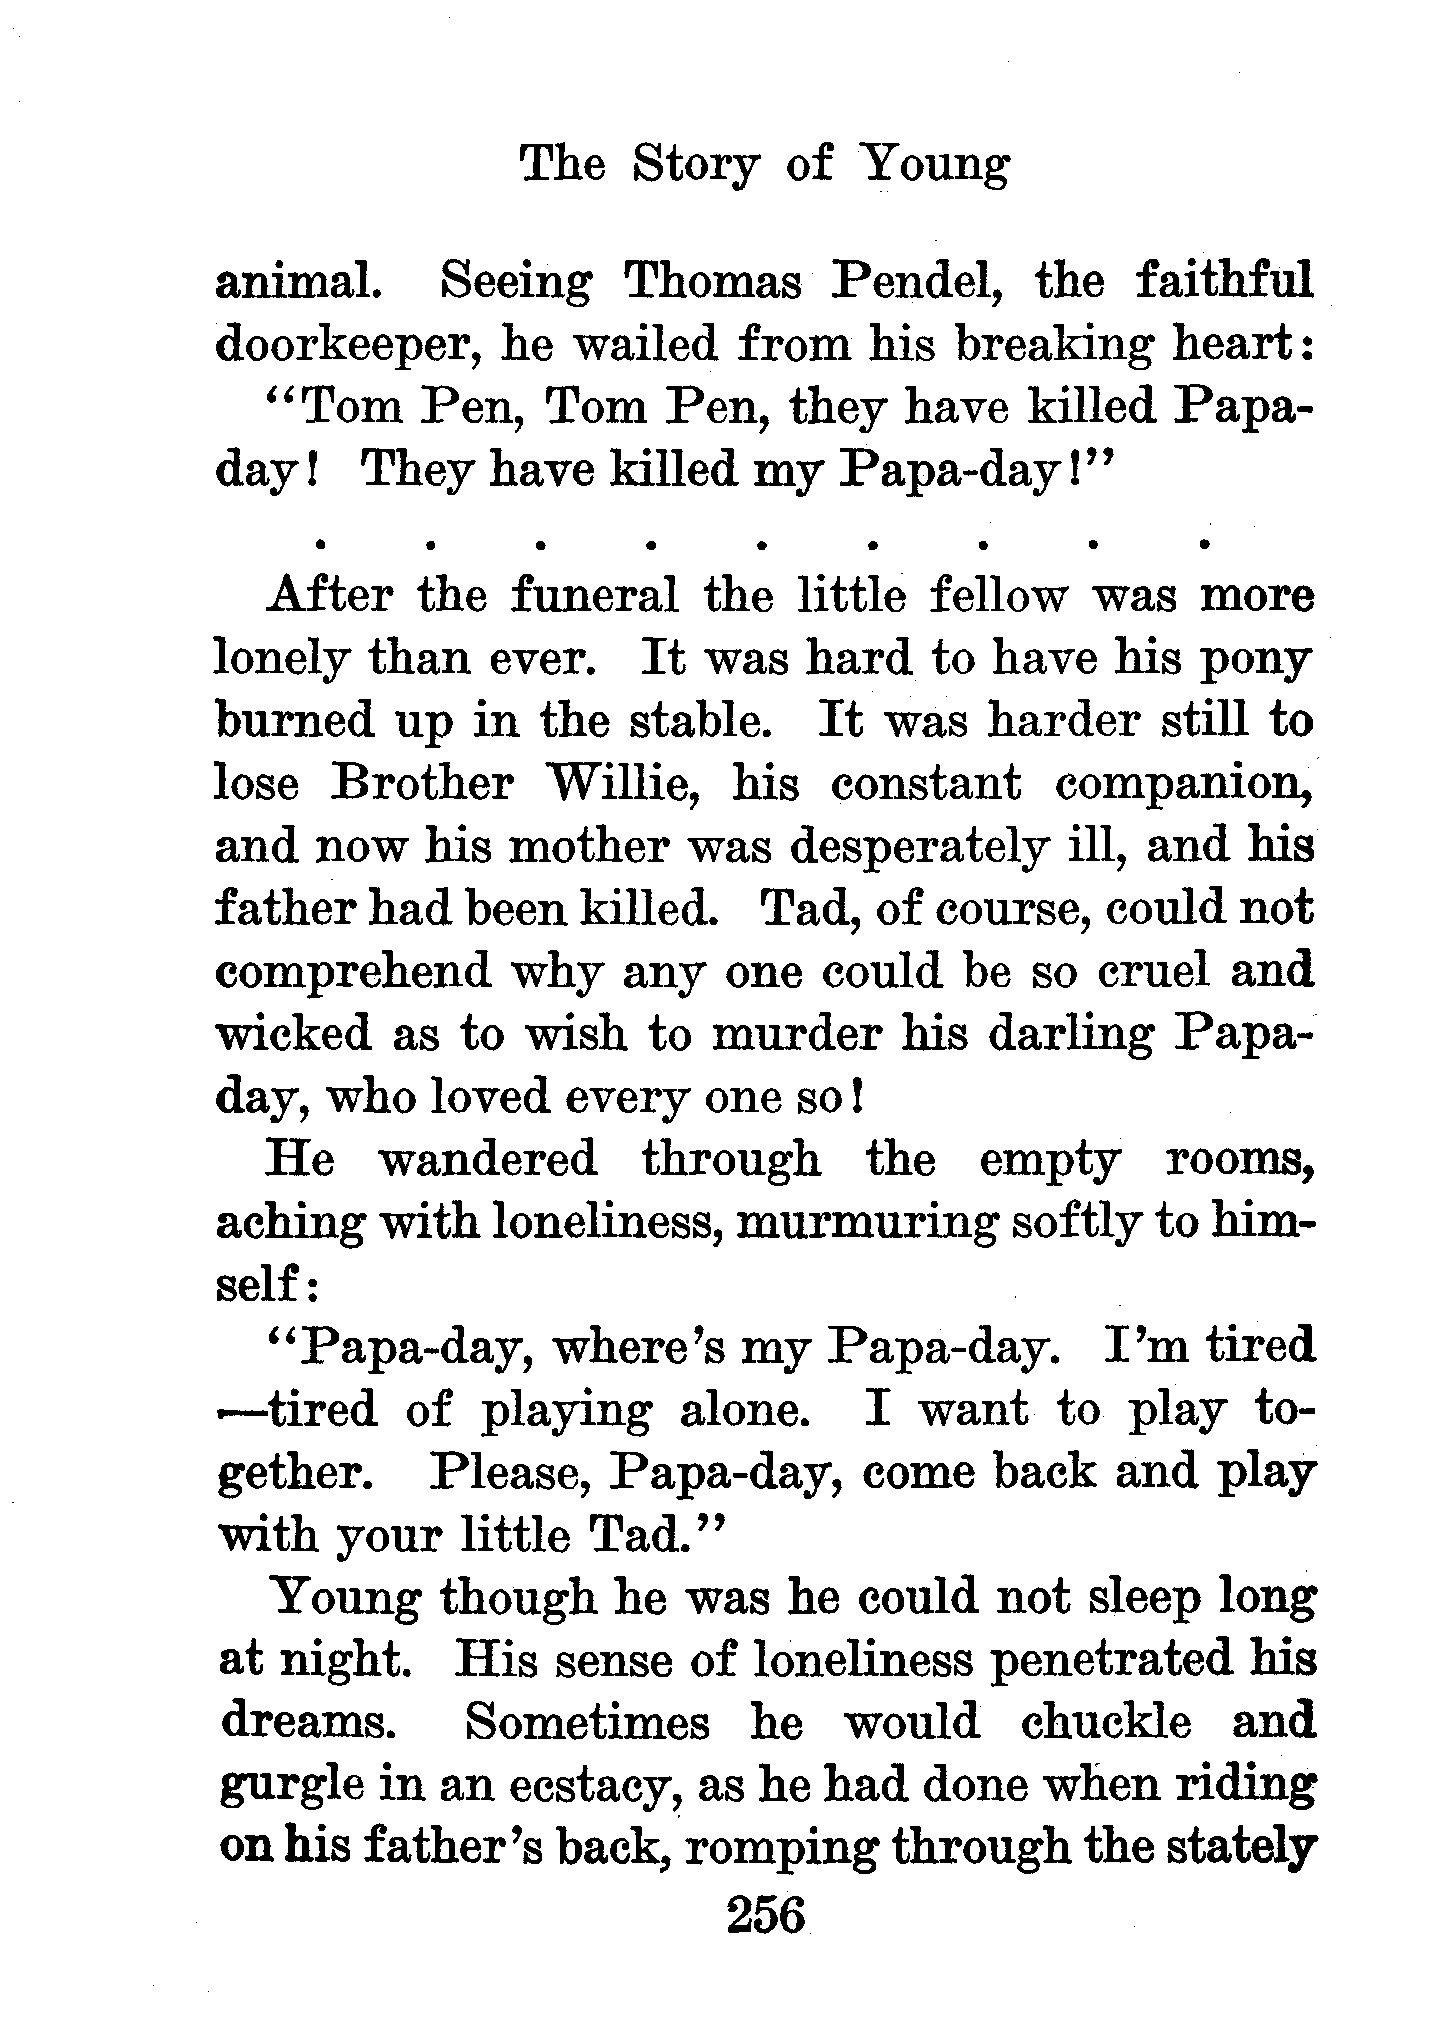 The Story of Young
animal. Seeing Thomas Pendel, the faithful
doorkeeper, he wailed from his breaking heart:
"Tom Pen, Tom Pen, they have killed Papa-
day! They have killed my Papa-day!"
. . . . . . . . .
After the funeral the little fellow was more
lonely than ever. It was hard to have his pony
burned up in the stable. It was harder still to
lose Brother Willie, his constant companion,
and now his mother was desperately ill, and his
father had been killed. Tad, of course, could not
comprehend why any one could be so cruel and
wicked as to wish to murder his darling Papa-
day, who loved every one so!
He wandered through the empty rooms,
aching with loneliness, murmuring softly to him-
self:
"Papa-day, where's my Papa-day. I'm tired
—tired of playing alone. I want to play to-
gether. Please, Papa-day, come back and play
with your little Tad."
Young though he was he could not sleep long
at night. His sense of loneliness penetrated his
dreams. Sometimes he would chuckle and
gurgle in an ecstacy, as he had done when riding
on his father's back, romping through the stately
256